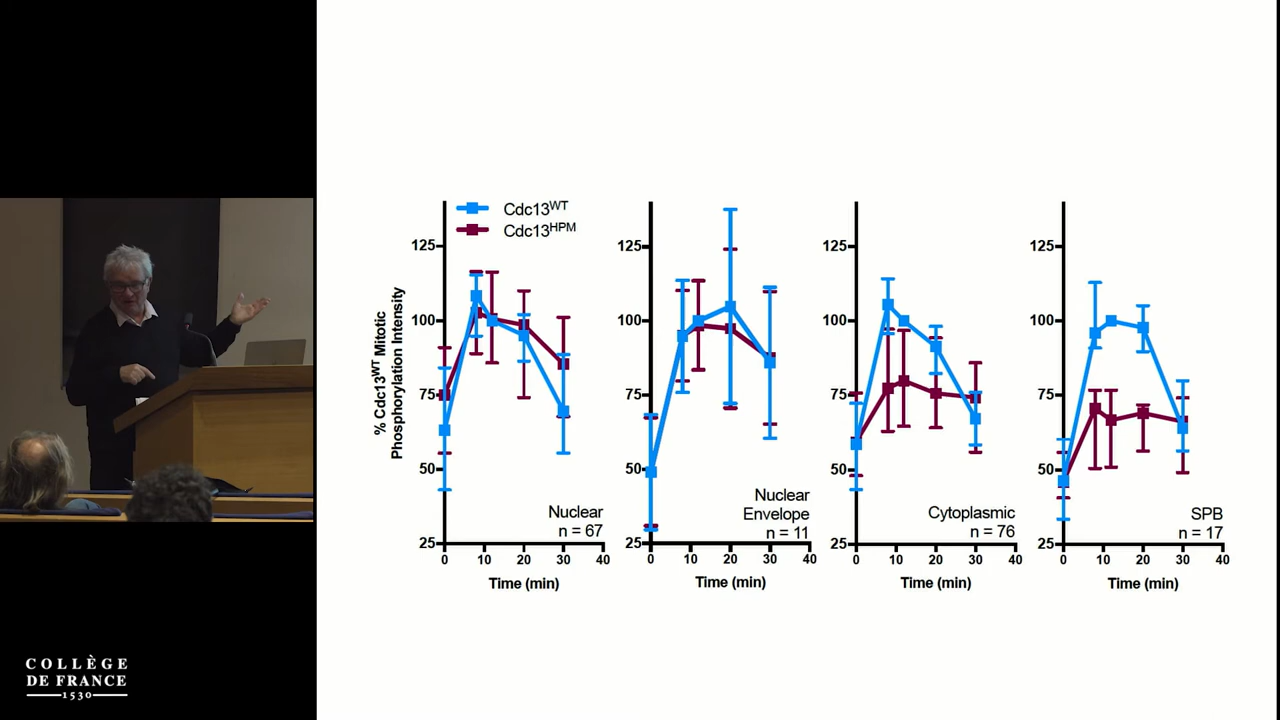 Cdc13WT
Cdc13HPM
% Cdc13WT Mitotic
Phosphorylation Intensity
125
100
75
50
25
0 10 20 30 40
Time (min)
Nuclear
n = 67
125
100
75
50
25
0 10 20 30 40
Time (min)
Nuclear
Envelope
n = 11
125
100
75
50
25
0 10 20 30 40
Time (min)
Cytoplasmic
n = 76
125
100
75
50
25
0 10 20 30 40
Time (min)
SPB
n = 17
COLLÈGE
DE FRANCE
1530